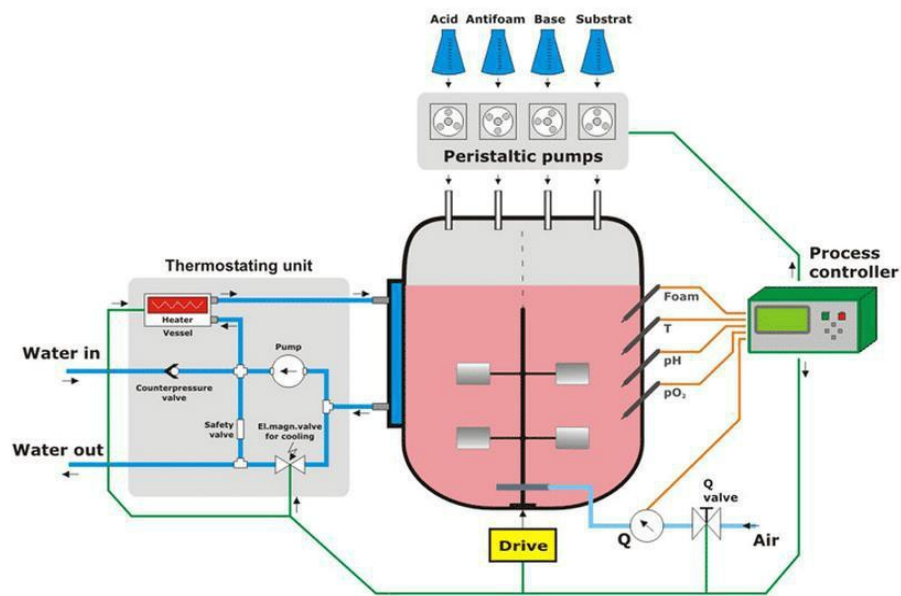 Acid Antifoam Base Substrat
Peristaltic pumps
Process
controller
Thermostating unit
Heater
Vessel
Pump
Water in
Counterpressure
valve
Safety
valve
El.magn.valve
for cooling
Water out
Foam
T
pH
pO₂
Q
valve
Q
Air
Drive